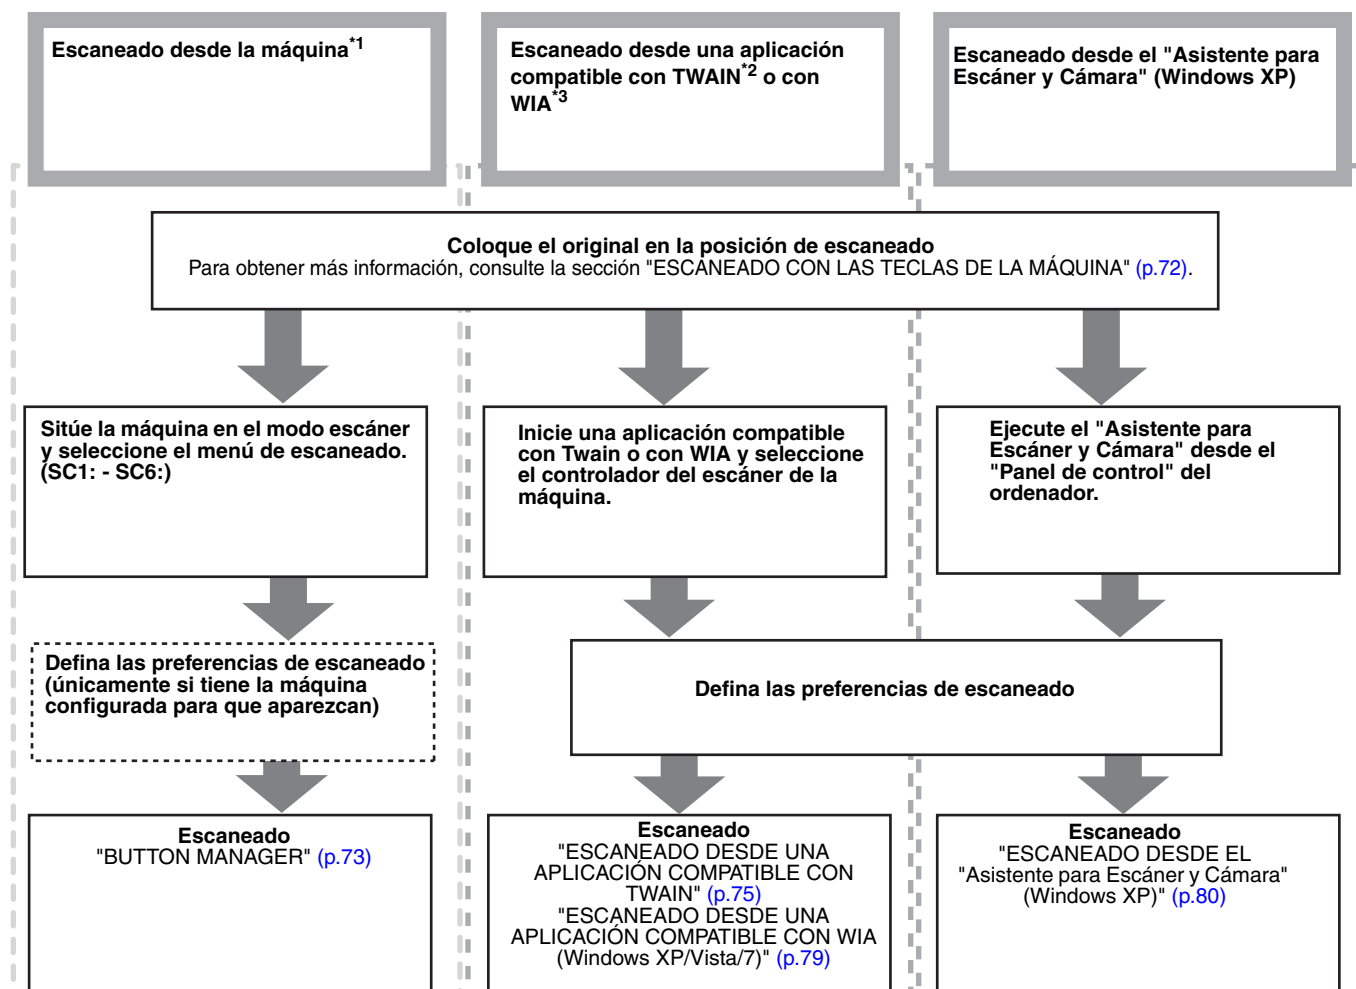 Escaneado desde la máquina*1
Escaneado desde una aplicación
compatible con TWAIN*2 o con
WIA*3
Escaneado desde el "Asistente para
Escáner y Cámara" (Windows XP)
Coloque el original en la posición de escaneado
Para obtener más información, consulte la sección "ESCANEADO CON LAS TECLAS DE LA MÁQUINA" (p.72).
Sitúe la máquina en el modo escáner
y seleccione el menú de escaneado.
(SC1: - SC6:)
Inicie una aplicación compatible
con Twain o con WIA y seleccione
el controlador del escáner de la
máquina.
Ejecute el "Asistente para
Escáner y Cámara" desde el
"Panel de control" del
ordenador.
Defina las preferencias de escaneado
(únicamente si tiene la máquina
configurada para que aparezcan)
Defina las preferencias de escaneado
Escaneado
"BUTTON MANAGER" (p.73)
Escaneado
"ESCANEADO DESDE UNA
APLICACIÓN COMPATIBLE CON
TWAIN" (p.75)
"ESCANEADO DESDE UNA
APLICACIÓN COMPATIBLE CON WIA
(Windows XP/Vista/7)" (p.79)
Escaneado
"ESCANEADO DESDE EL
"Asistente para Escáner y Cámara"
(Windows XP)" (p.80)